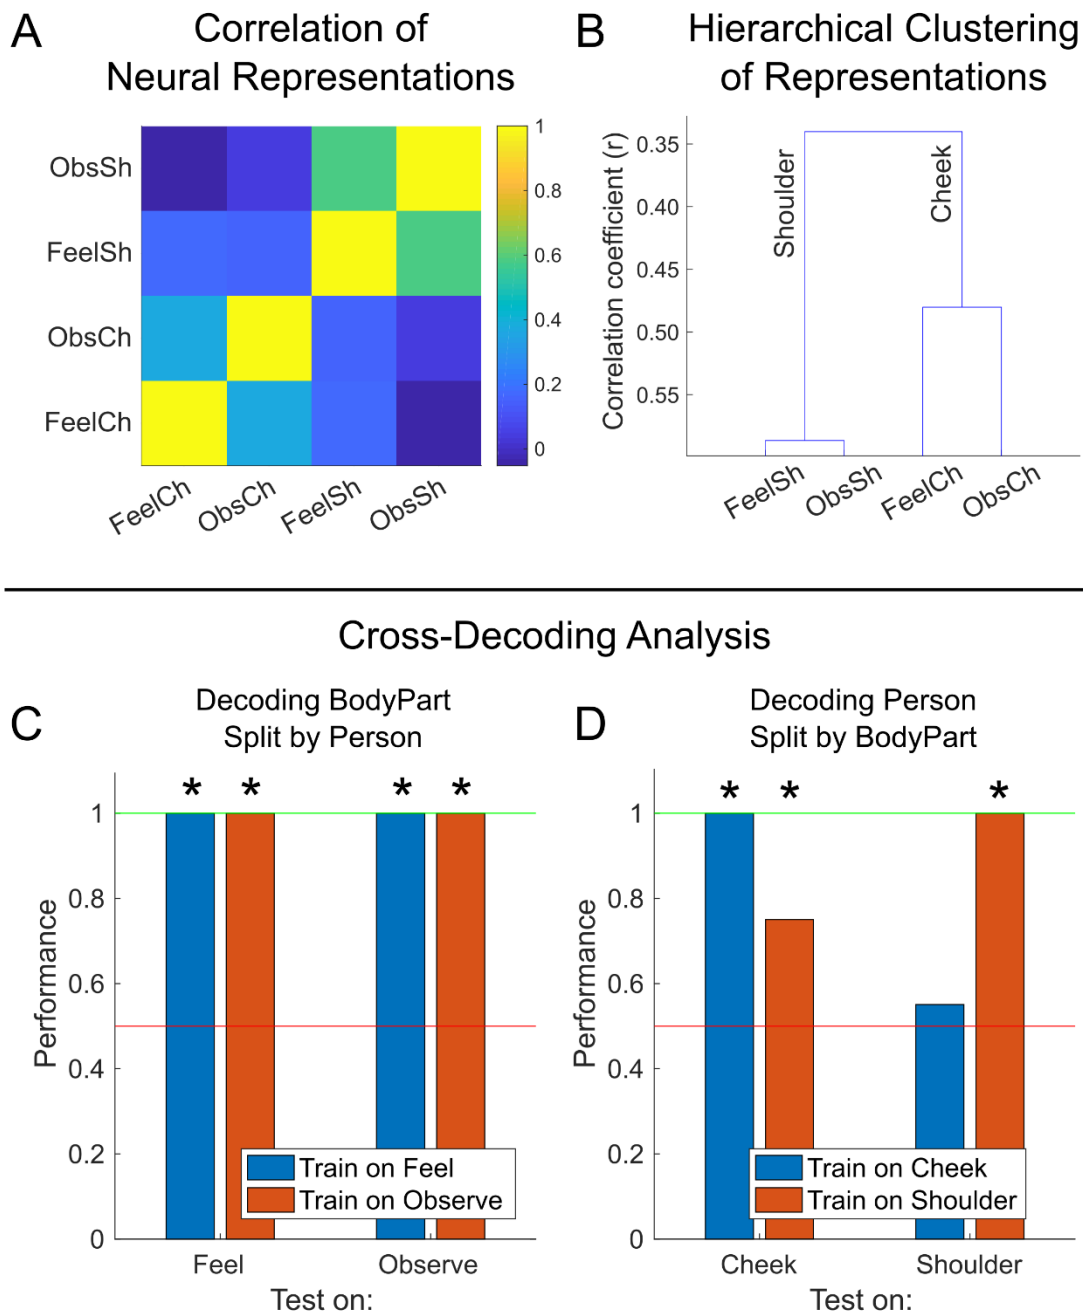 A
Correlation of
Neural Representations
ObsSh
FeelSh
ObsCh
FeelCh
FeelCh
ObsCh
FeelSh
ObsSh
1
0.8
0.6
0.4
0.2
0
B
Hierarchical Clustering
of Representations
Correlation coefficient (r)
0.35
0.40
0.45
0.50
0.55
Shoulder
Cheek
FeelSh
ObsSh
FeelCh
ObsCh
Cross-Decoding Analysis
C
Decoding BodyPart
Split by Person
Performance
1
0.8
0.6
0.4
0.2
0
* * * *
Train on Feel
Train on Observe
Feel
Observe
Test on:
D
Decoding Person
Split by BodyPart
Performance
1
0.8
0.6
0.4
0.2
0
* * *
Train on Cheek
Train on Shoulder
Cheek
Shoulder
Test on: